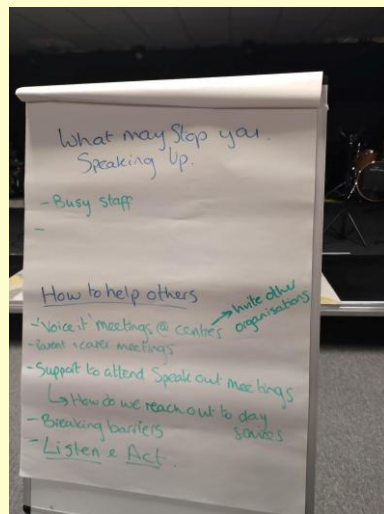 What may Stop you.
Speaking Up.
- Busy staff
-
How to help others
→ Invite other
organisations
- 'Voice it' meetings @ centres
- Parent + carer meetings
- Support to attend Speak out meetings
↳ How do we reach out to day
services
- Breaking barriers
- Listen & Act.